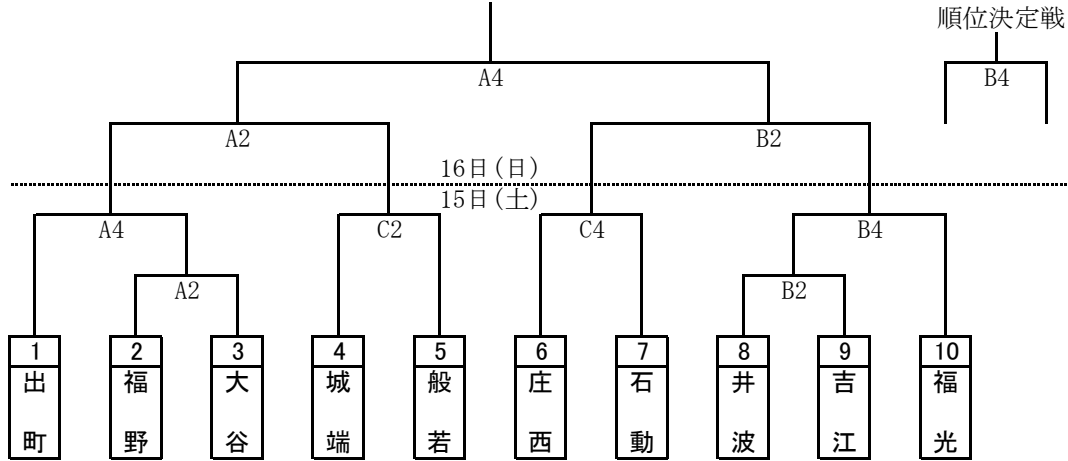 順位決定戦
A4
B4
A2
B2
16日(日)
15日(土)
A4
C2
C4
B4
A2
B2
1
2
3
4
5
6
7
8
9
10
出町
福野
大谷
城端
般若
庄西
石動
井波
吉江
福光